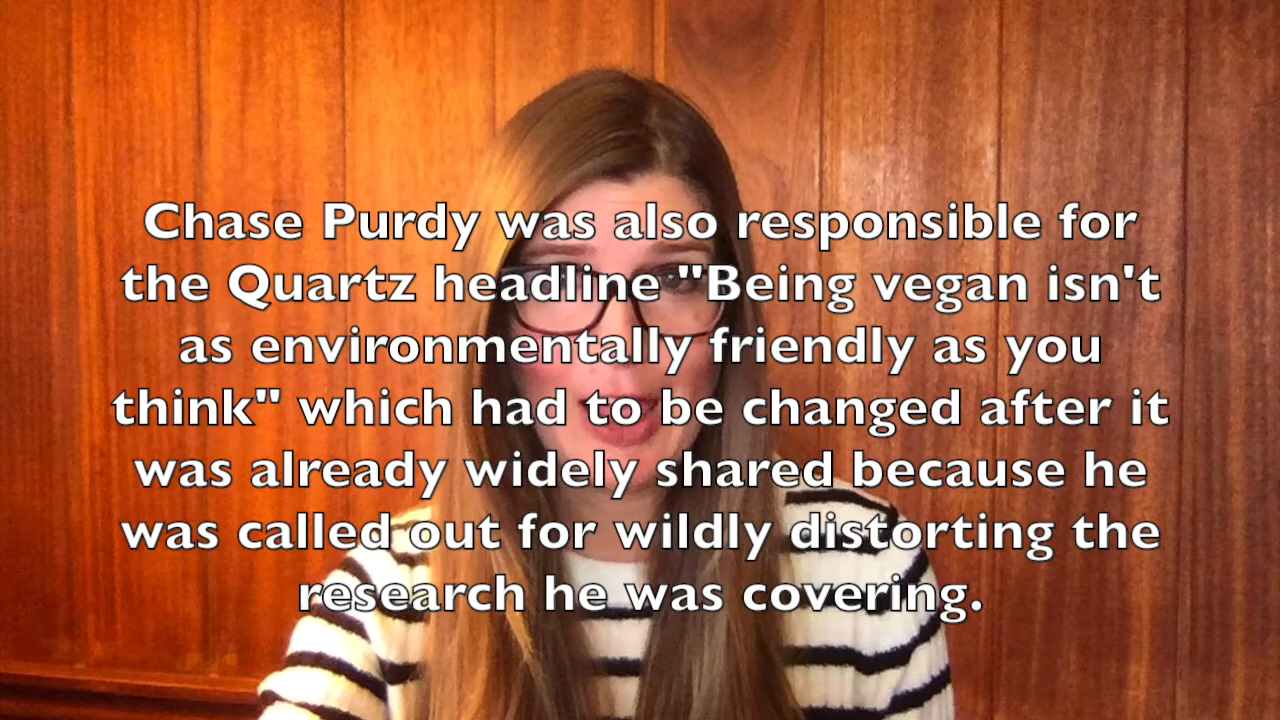 Chase Purdy was also responsible for
the Quartz headline "Being vegan isn't
as environmentally friendly as you
think" which had to be changed after it
was already widely shared because he
was called out for wildly distorting the
research he was covering.